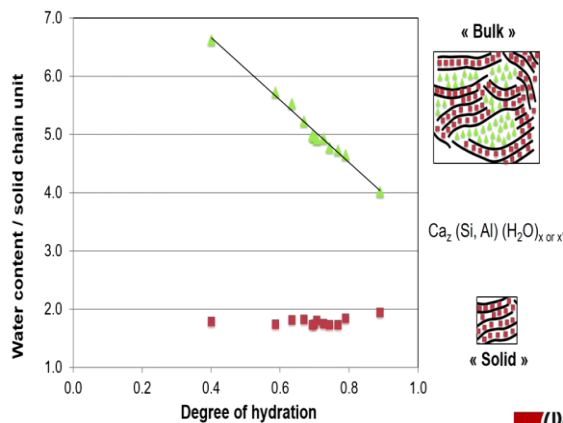 7.0
6.0
5.0
4.0
3.0
2.0
1.0
Water content / solid chain unit
0.0
0.2
0.4
0.6
0.8
1.0
Degree of hydration
« Bulk »
Ca_z (Si, Al) (H₂O)_x or x'
« Solid »